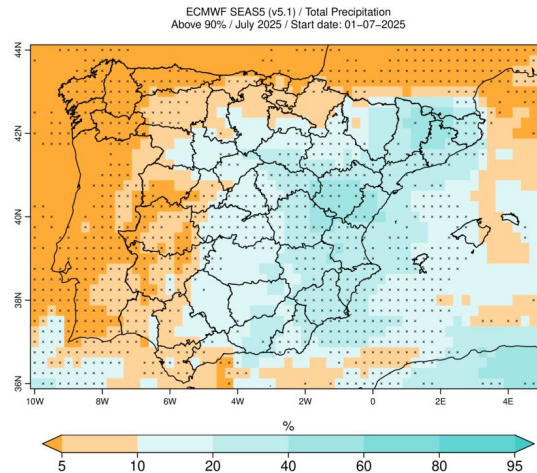 ECMWF SEAS5 (v5.1) / Total Precipitation
Above 90% / July 2025 / Start date: 01−07−2025
44N
42N
40N
38N
36N
10W 8W 6W 4W 2W 0 2E 4E
%
5 10 20 40 60 80 95